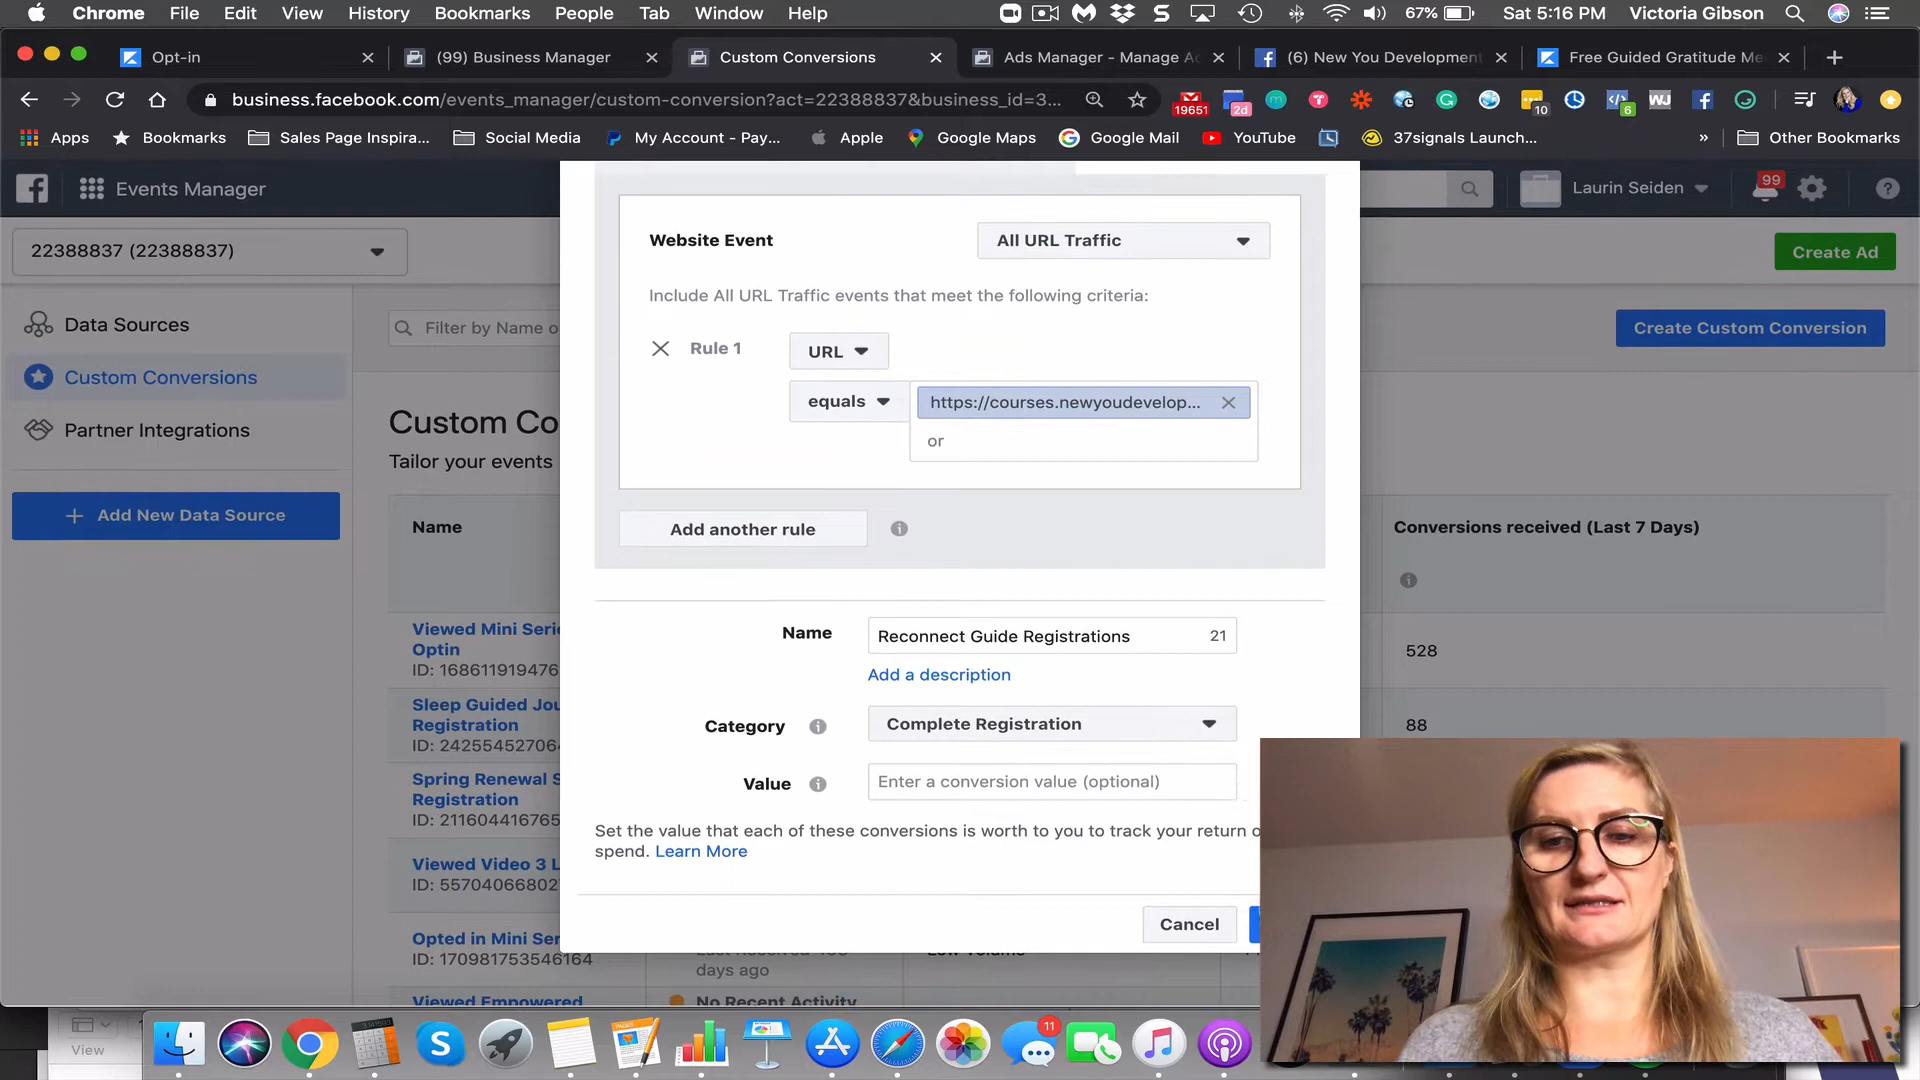 Chrome File Edit View History Bookmarks People Tab Window Help 67% Sat 5:16 PM Victoria Gibson
Opt-in (99) Business Manager Custom Conversions Ads Manager - Manage Ac (6) New You Development Free Guided Gratitude Me
business.facebook.com/events_manager/custom-conversion?act=22388837&business_id=3... 19651 2d 10 6
Apps Bookmarks Sales Page Inspira... Social Media My Account - Pay... Apple Google Maps Google Mail YouTube 37signals Launch... » Other Bookmarks
Events Manager Laurin Seiden 99
22388837 (22388837) Create Ad
Website Event All URL Traffic
Include All URL Traffic events that meet the following criteria:
Data Sources Filter by Name o Create Custom Conversion
Rule 1 URL
Custom Conversions
equals https://courses.newyoudevelop...
Partner Integrations Custom Co
or
Tailor your events
+ Add New Data Source
Name Add another rule Conversions received (Last 7 Days)
Viewed Mini Serie
Optin
ID: 168611919476
528
Name Reconnect Guide Registrations 21
Add a description
Sleep Guided Jou
Registration
ID: 242554527064
88
Category Complete Registration
Spring Renewal S
Registration
ID: 211604416765
Value Enter a conversion value (optional)
Set the value that each of these conversions is worth to you to track your return o
spend. Learn More
Viewed Video 3 L
ID: 557040668027
Cancel
Opted in Mini Ser
ID: 170981753546164
days ago
Viewed Empowered
No Recent Activity
View
11